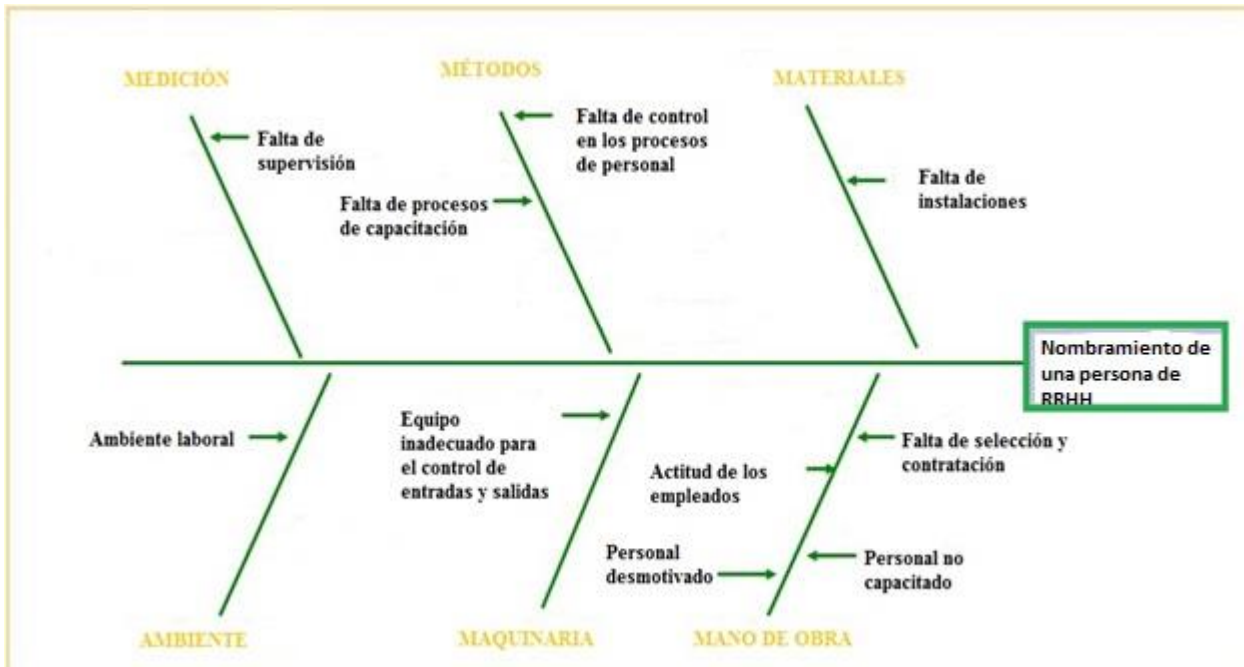 MEDICIÓN
MÉTODOS
MATERIALES
Falta de
supervisión
Falta de control
en los procesos
de personal
Falta de procesos
de capacitación
Falta de
instalaciones
Nombramiento de
una persona de
RRHH
Ambiente laboral
Equipo
inadecuado para
el control de
entradas y salidas
Actitud de los
empleados
Falta de selección y
contratación
Personal
desmotivado
Personal no
capacitado
AMBIENTE
MAQUINARIA
MANO DE OBRA